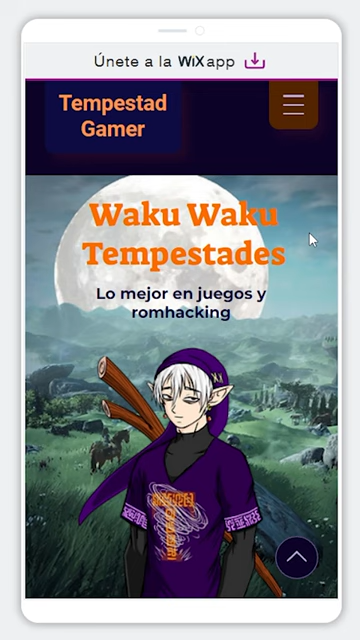 Únete a la WiX app
Tempestad
Gamer
Waku Waku
Tempestades
Lo mejor en juegos y
romhacking